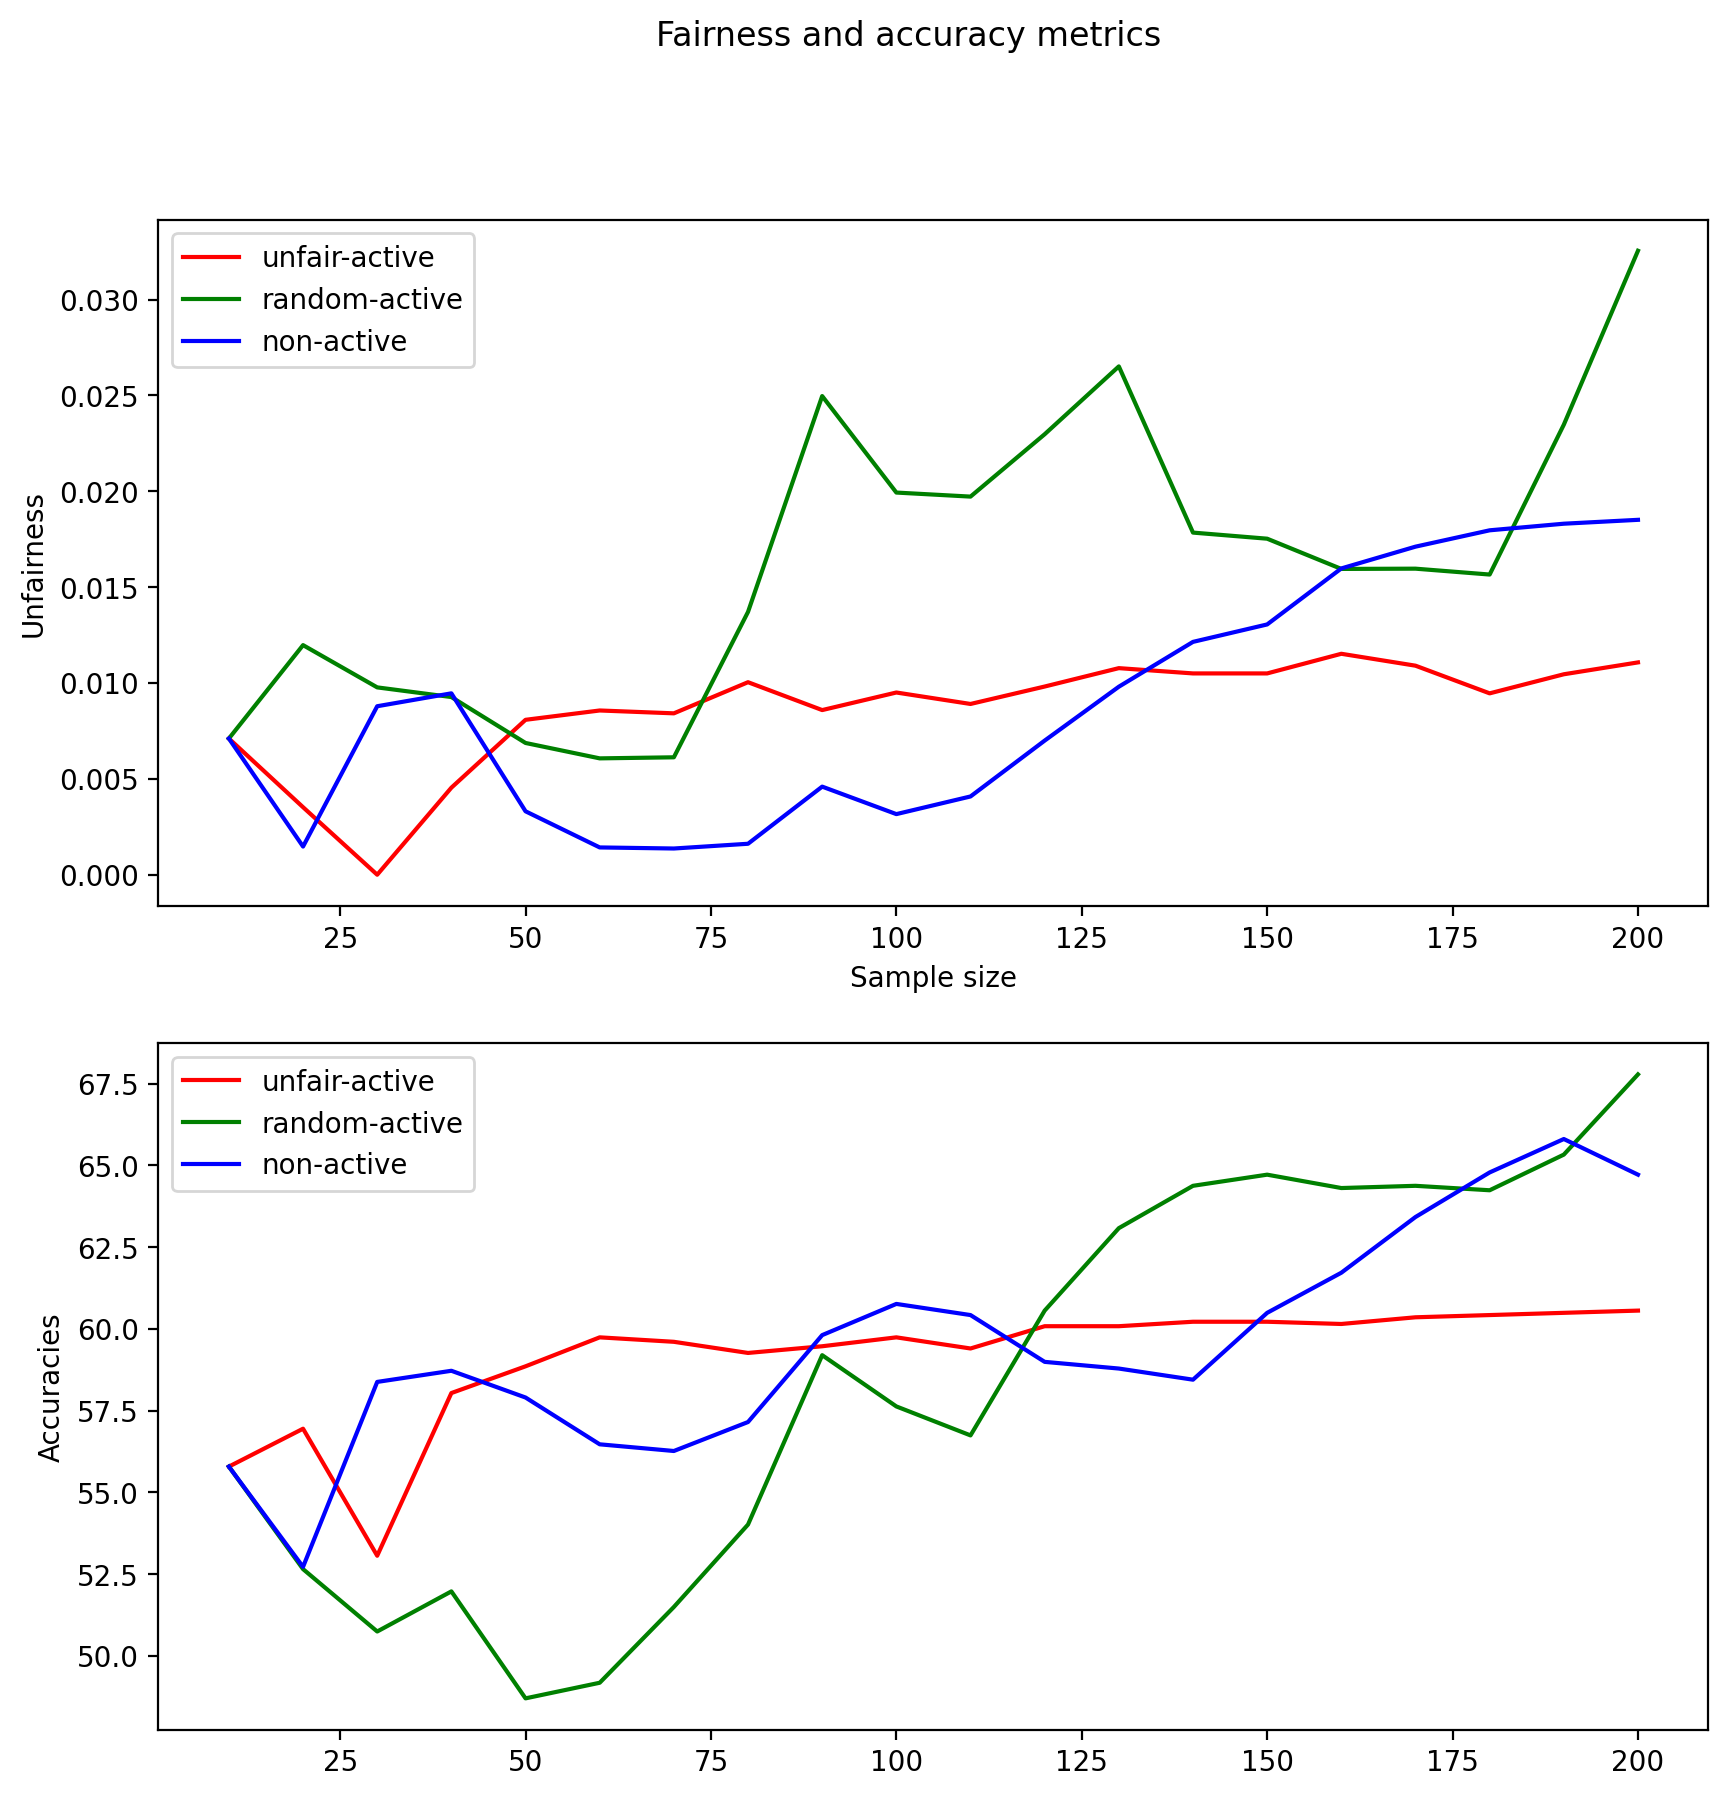 Fairness and accuracy metrics
unfair-active
random-active
non-active
0.030
0.025
0.020
0.015
0.010
0.005
0.000
Unfairness
25 50 75 100 125 150 175 200
Sample size
unfair-active
random-active
non-active
67.5
65.0
62.5
60.0
57.5
55.0
52.5
50.0
Accuracies
25 50 75 100 125 150 175 200